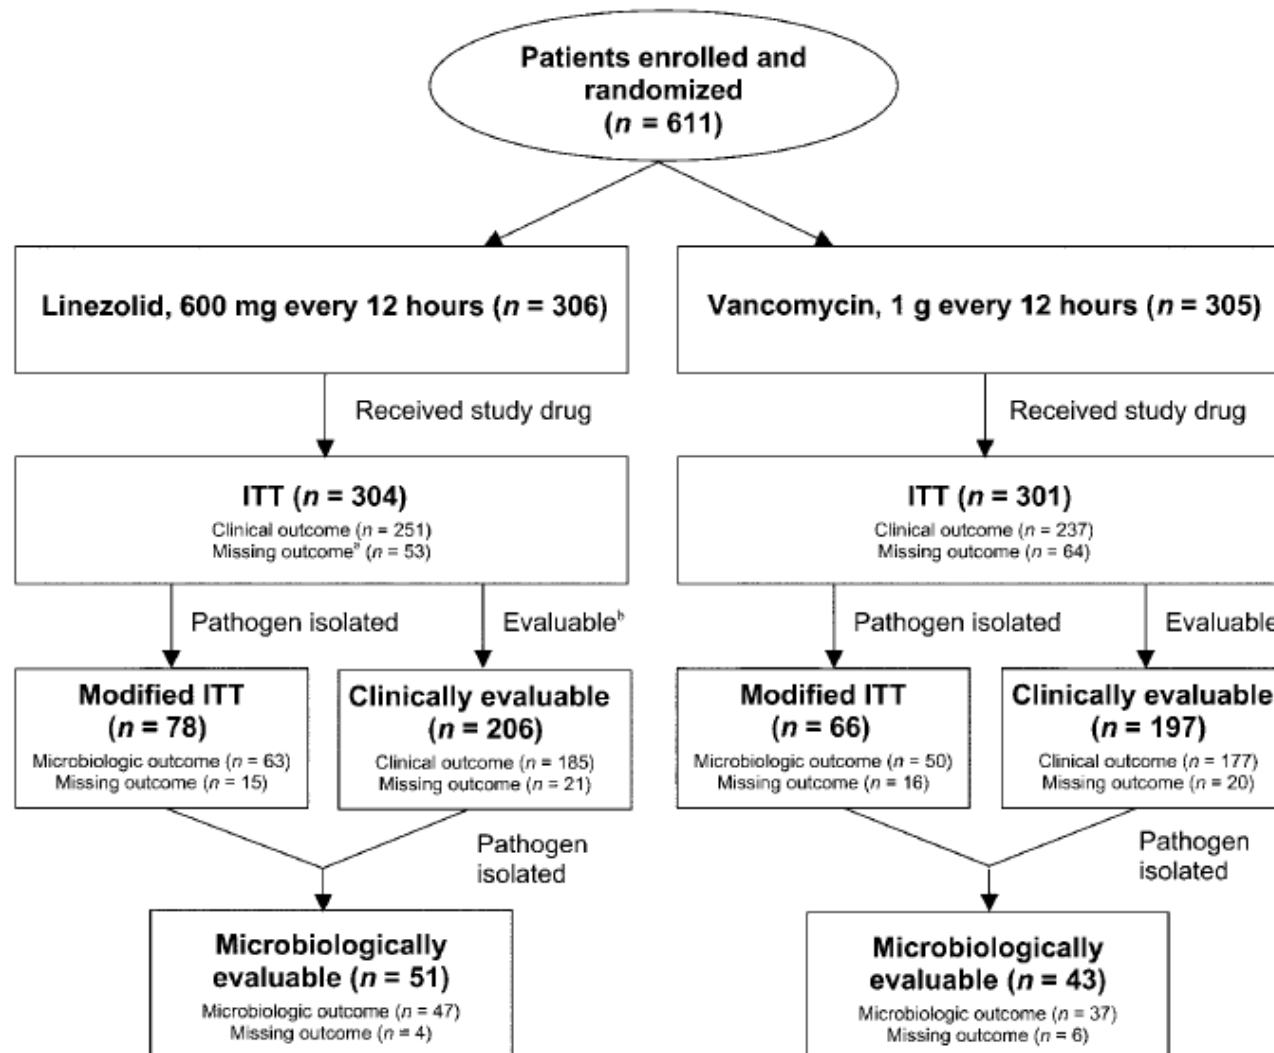 Patients enrolled and
randomized
(n = 611)
Linezolid, 600 mg every 12 hours (n = 306)
Vancomycin, 1 g every 12 hours (n = 305)
Received study drug
Received study drug
ITT (n = 304)
Clinical outcome (n = 251)
Missing outcomeᵃ (n = 53)
ITT (n = 301)
Clinical outcome (n = 237)
Missing outcome (n = 64)
Pathogen isolated
Evaluableᵇ
Pathogen isolated
Evaluable
Modified ITT
(n = 78)
Microbiologic outcome (n = 63)
Missing outcome (n = 15)
Clinically evaluable
(n = 206)
Clinical outcome (n = 185)
Missing outcome (n = 21)
Modified ITT
(n = 66)
Microbiologic outcome (n = 50)
Missing outcome (n = 16)
Clinically evaluable
(n = 197)
Clinical outcome (n = 177)
Missing outcome (n = 20)
Pathogen
isolated
Pathogen
isolated
Microbiologically
evaluable (n = 51)
Microbiologic outcome (n = 47)
Missing outcome (n = 4)
Microbiologically
evaluable (n = 43)
Microbiologic outcome (n = 37)
Missing outcome (n = 6)